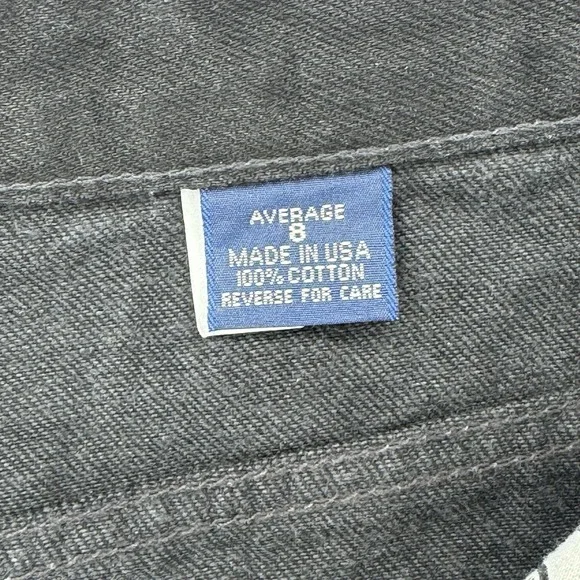 AVERAGE
8
MADE IN USA
100% COTTON
REVERSE FOR CARE